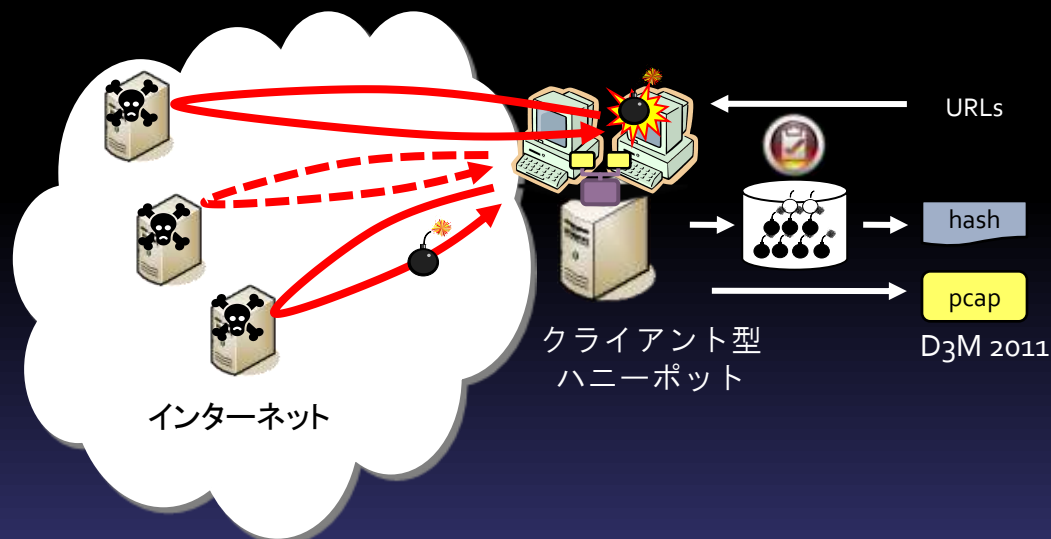 URLs
hash
pcap
D3M 2011
クライアント型
ハニーポット
インターネット